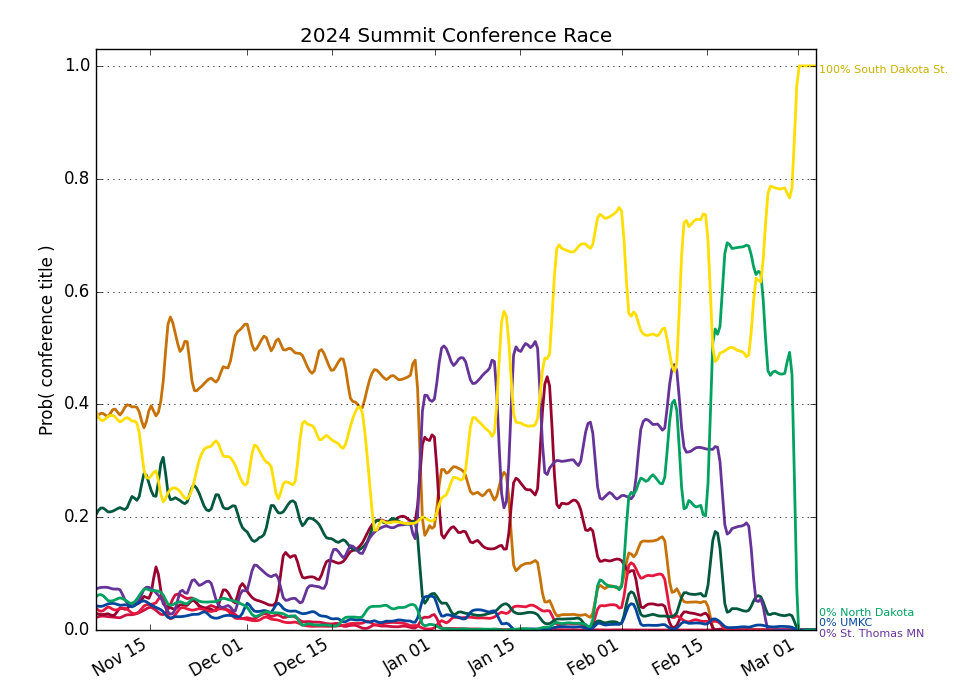 2024 Summit Conference Race
Prob( conference title )
1.0
0.8
0.6
0.4
0.2
0.0
Nov 15
Dec 01
Dec 15
Jan 01
Jan 15
Feb 01
Feb 15
Mar 01
100% South Dakota St.
0% North Dakota
0% UMKC
0% St. Thomas MN